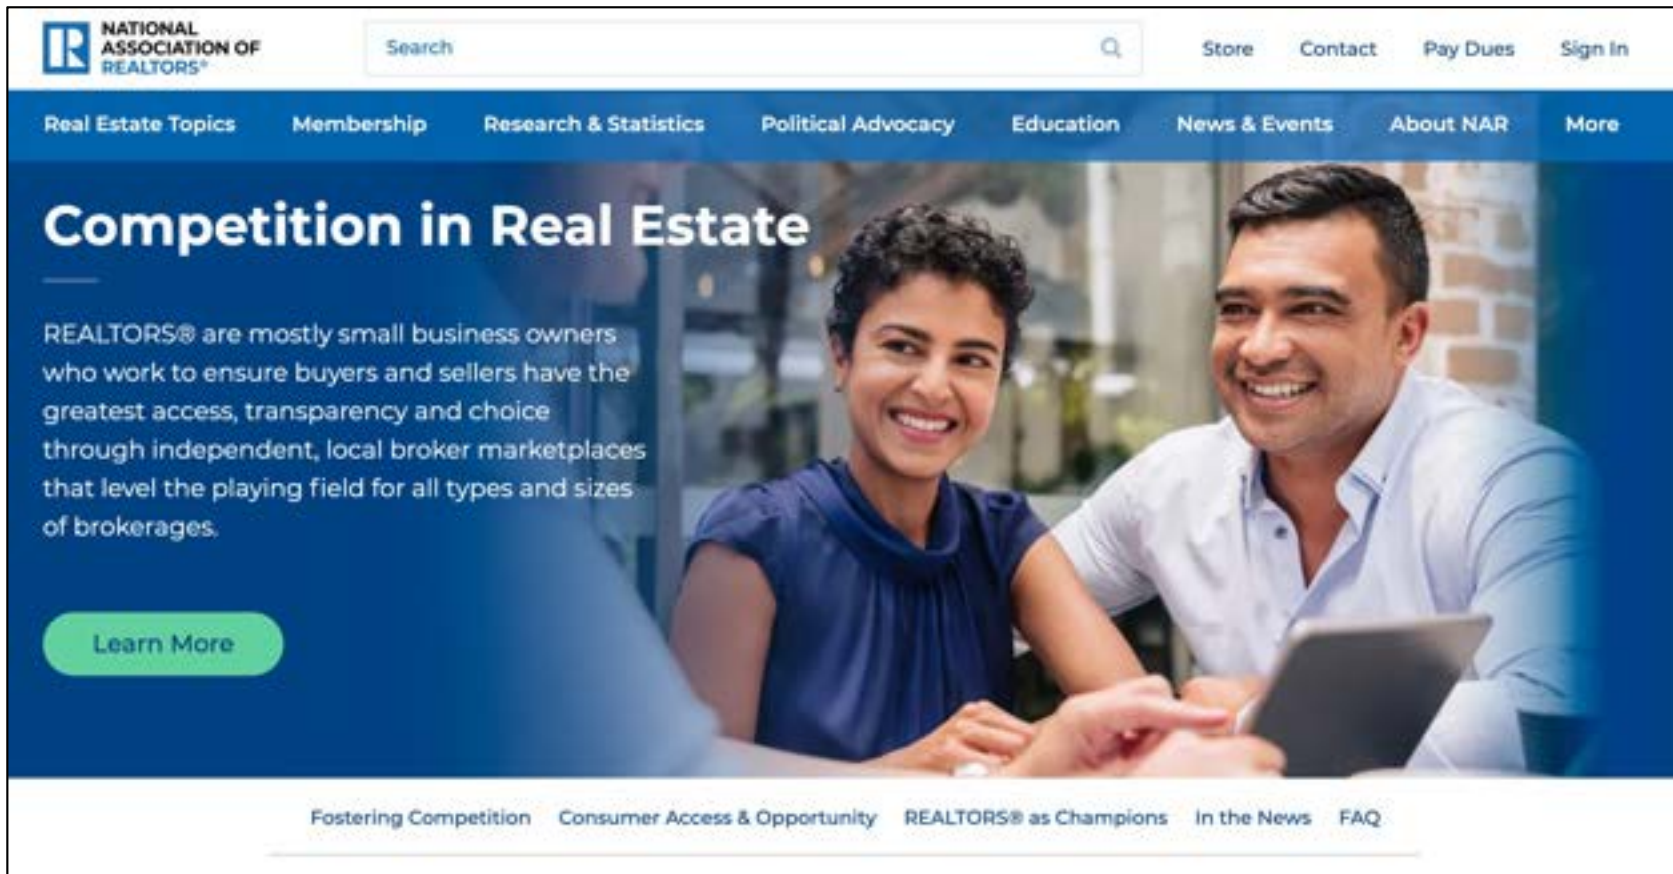 NATIONAL
ASSOCIATION OF
REALTORS®
Search
Store
Contact
Pay Dues
Sign In
Real Estate Topics
Membership
Research & Statistics
Political Advocacy
Education
News & Events
About NAR
More
Competition in Real Estate
REALTORS® are mostly small business owners
who work to ensure buyers and sellers have the
greatest access, transparency and choice
through independent, local broker marketplaces
that level the playing field for all types and sizes
of brokerages.
Learn More
Fostering Competition
Consumer Access & Opportunity
REALTORS® as Champions
In the News
FAQ